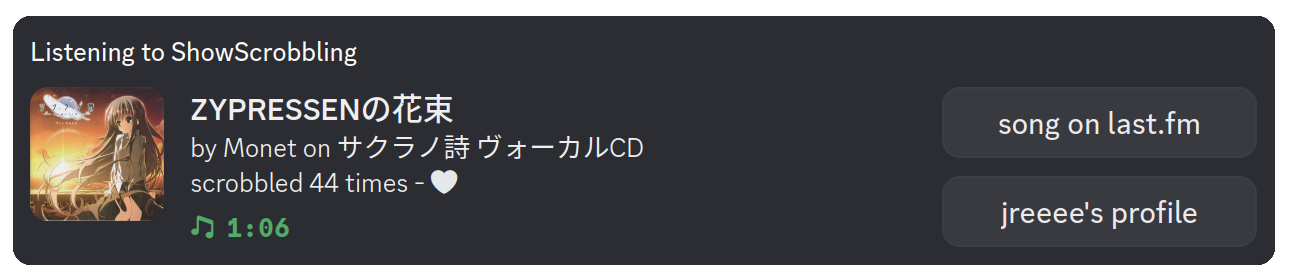 Listening to ShowScrobbling
ZYPRESSENの花束
by Monet on サクラノ詩 ヴォーカルCD
scrobbled 44 times - 🤍
♫ 1:06
song on last.fm
jreeee's profile